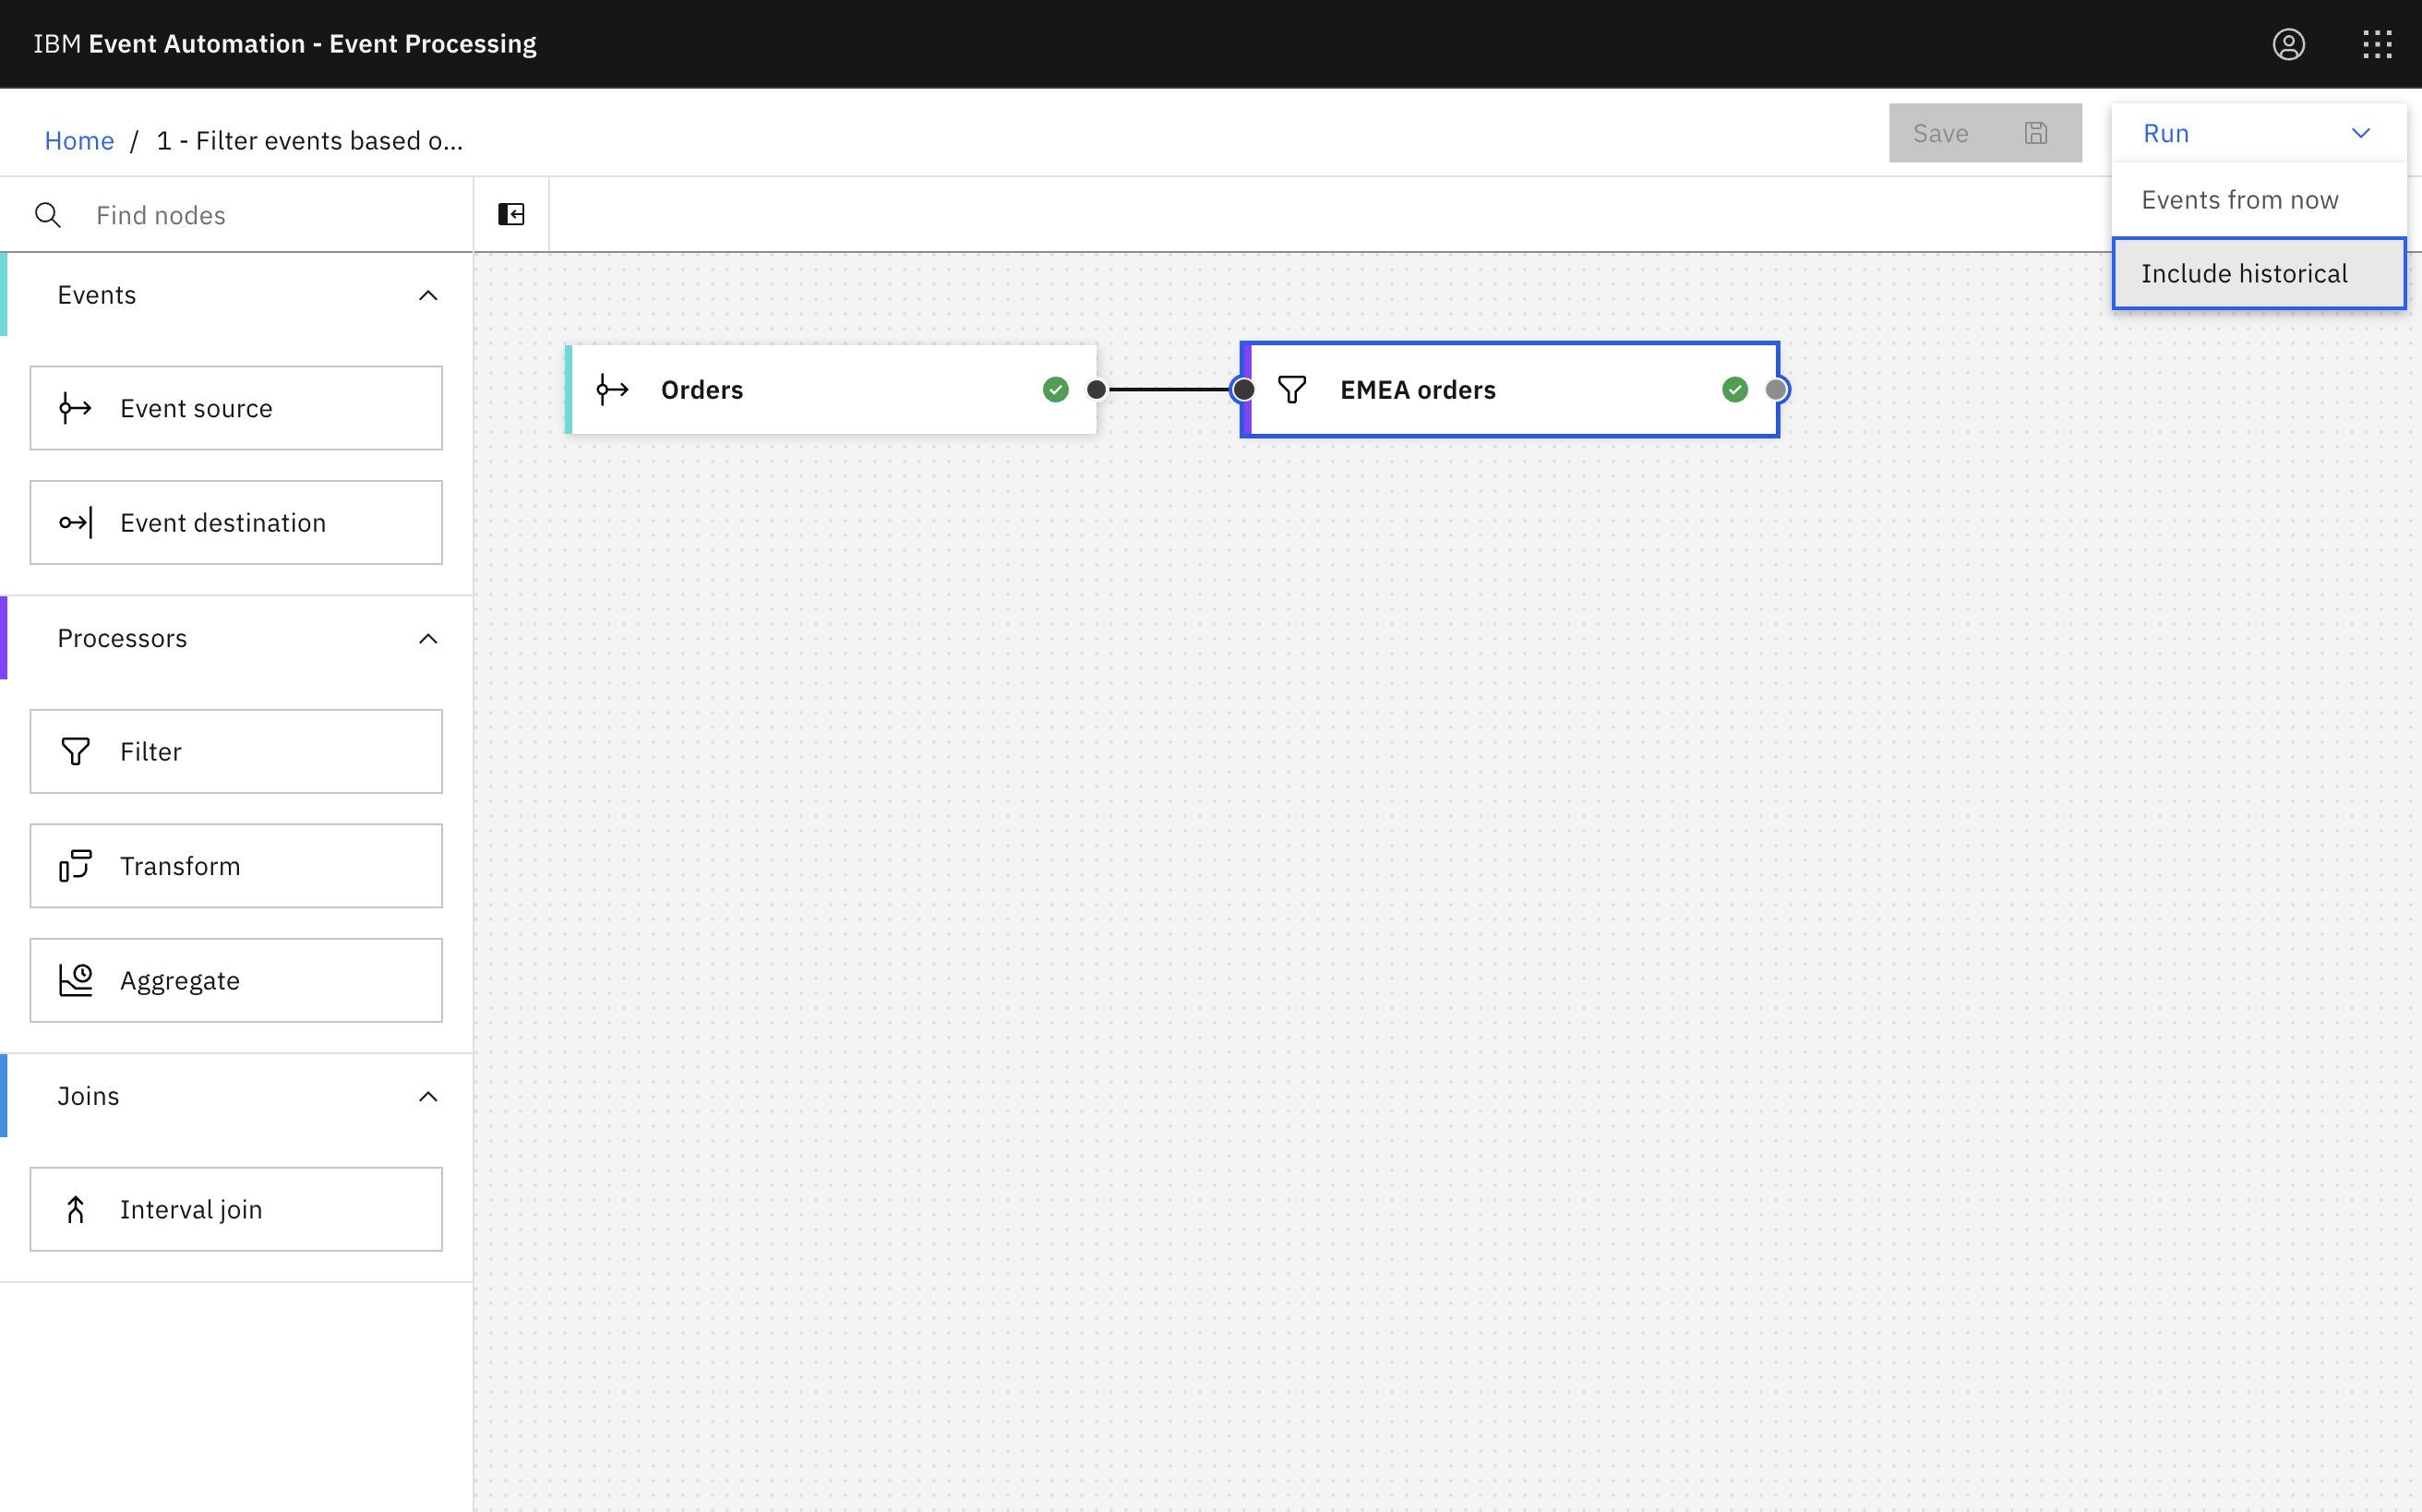 IBM Event Automation - Event Processing
Home / 1 - Filter events based o...
Save
Run
Events from now
Include historical
Find nodes
Events
Event source
Event destination
Processors
Filter
Transform
Aggregate
Joins
Interval join
Orders
EMEA orders